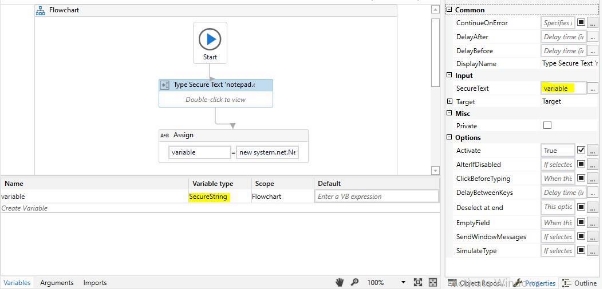 Flowchart
Start
Type Secure Text 'notepad.
Double-click to view
Assign
variable = new system.net.Ne
Name Variable type Scope Default
variable SecureString Flowchart Enter a VB expression
Create Variable
Variables Arguments Imports 100%
Common
ContinueOnError Specifies i ...
DelayAfter Delay time (i ...
DelayBefore Delay time (i ...
DisplayName Type Secure Text '
Input
SecureText variable ...
Target Target
Misc
Private
Options
Activate True ...
AlterIfDisabled If selectec ...
ClickBeforeTyping When this ...
DelayBetweenKeys Delay time (i ...
Deselect at end This optio ...
EmptyField When this ...
SendWindowMessages If selectec ...
SimulateType If selectec ...
Object Repos... Properties Outline